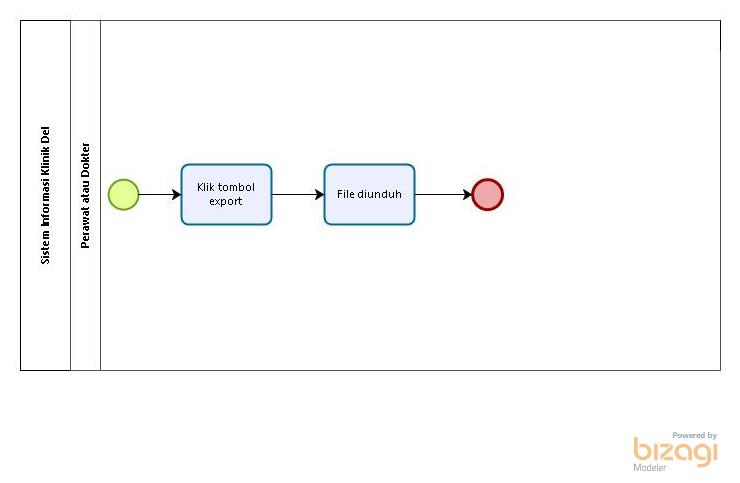 Sistem Informasi Klinik Del
Perawat atau Dokter
Klik tombol
export
File diunduh
Powered by
bizagi
Modeler